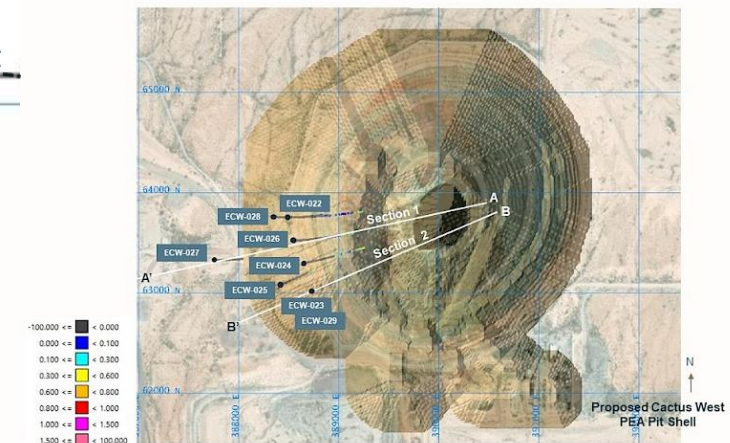 65000 N
64000 N
63000 N
62000 N
388000 E
389000 E
ECW-022
ECW-028
ECW-026
ECW-027
ECW-024
ECW-025
ECW-023
ECW-029
Section 1
Section 2
A
B
A'
B'
-100.000 <= < 0.000
0.000 <= < 0.100
0.100 <= < 0.300
0.300 <= < 0.600
0.600 <= < 0.800
0.800 <= < 1.000
1.000 <= < 1.500
1.500 <= < 100.000
N
Proposed Cactus West
PEA Pit Shell